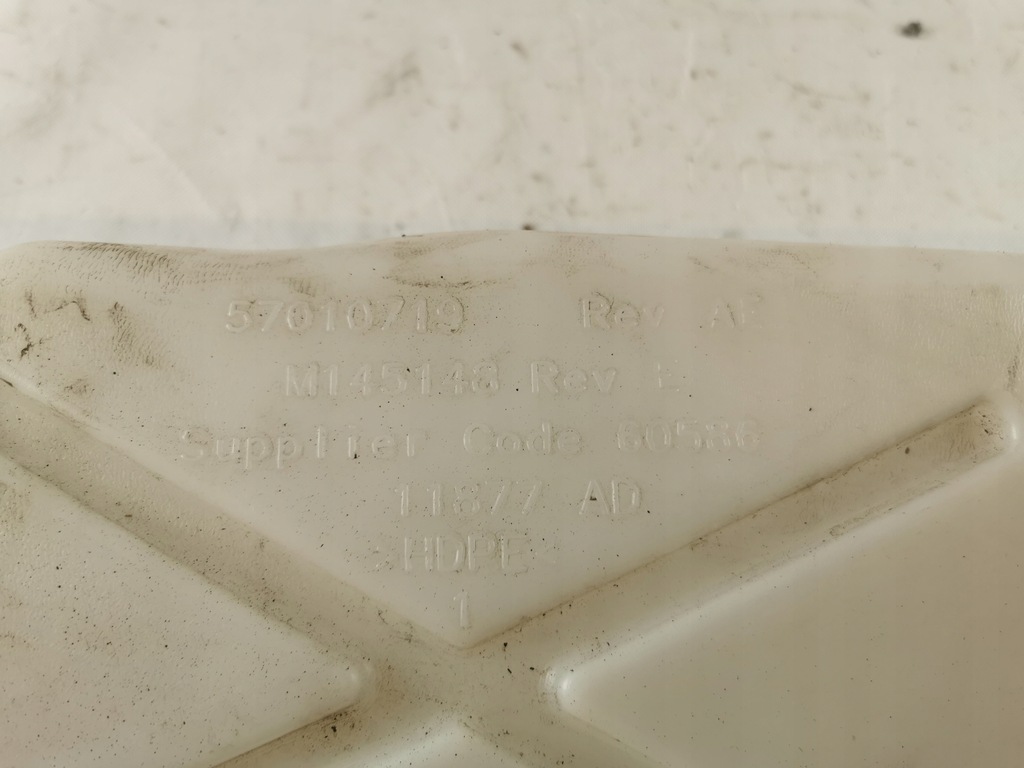 57010719 Rev AE
M145148 Rev E
Supplier Code 60586
11877 AD
>HDPE<
1